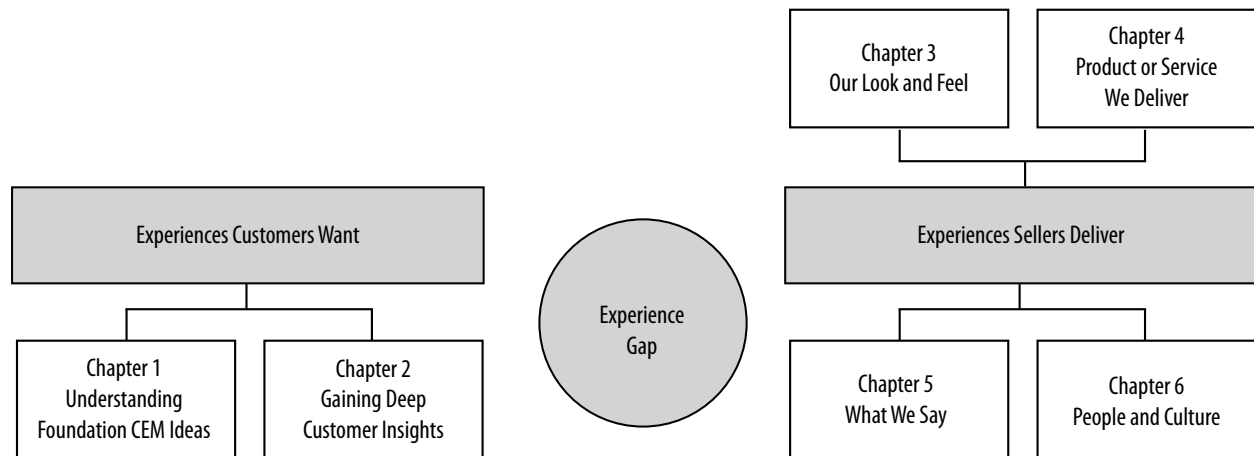 Chapter 3
Our Look and Feel
Chapter 4
Product or Service
We Deliver
Experiences Customers Want
Experiences Sellers Deliver
Experience
Gap
Chapter 1
Understanding
Foundation CEM Ideas
Chapter 2
Gaining Deep
Customer Insights
Chapter 5
What We Say
Chapter 6
People and Culture